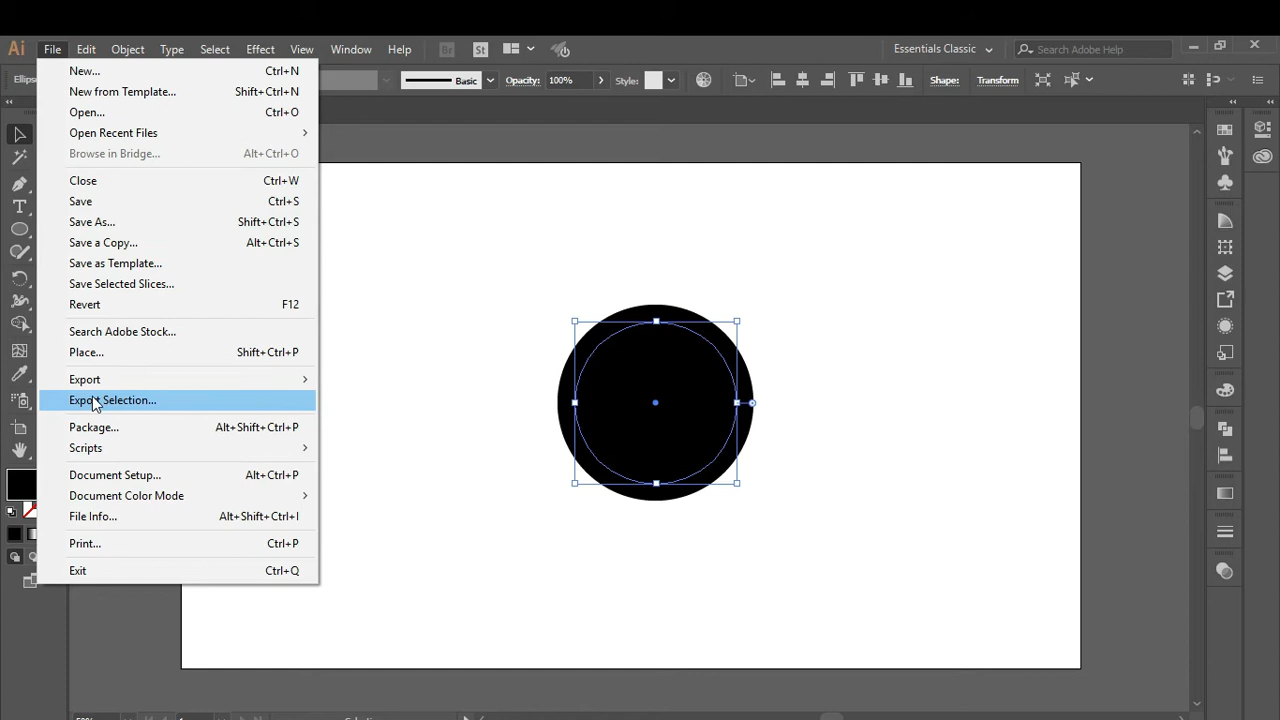 Ai File Edit Object Type Select Effect View Window Help Br St Essentials Classic Search Adobe Help
Basic Opacity: 100% Style: Shape: Transform
New... Ctrl+N
New from Template... Shift+Ctrl+N
Open... Ctrl+O
Open Recent Files
Browse in Bridge... Alt+Ctrl+O
Close Ctrl+W
Save Ctrl+S
Save As... Shift+Ctrl+S
Save a Copy... Alt+Ctrl+S
Save as Template...
Save Selected Slices...
Revert F12
Search Adobe Stock...
Place... Shift+Ctrl+P
Export
Export Selection...
Package... Alt+Shift+Ctrl+P
Scripts
Document Setup... Alt+Ctrl+P
Document Color Mode
File Info... Alt+Shift+Ctrl+I
Print... Ctrl+P
Exit Ctrl+Q